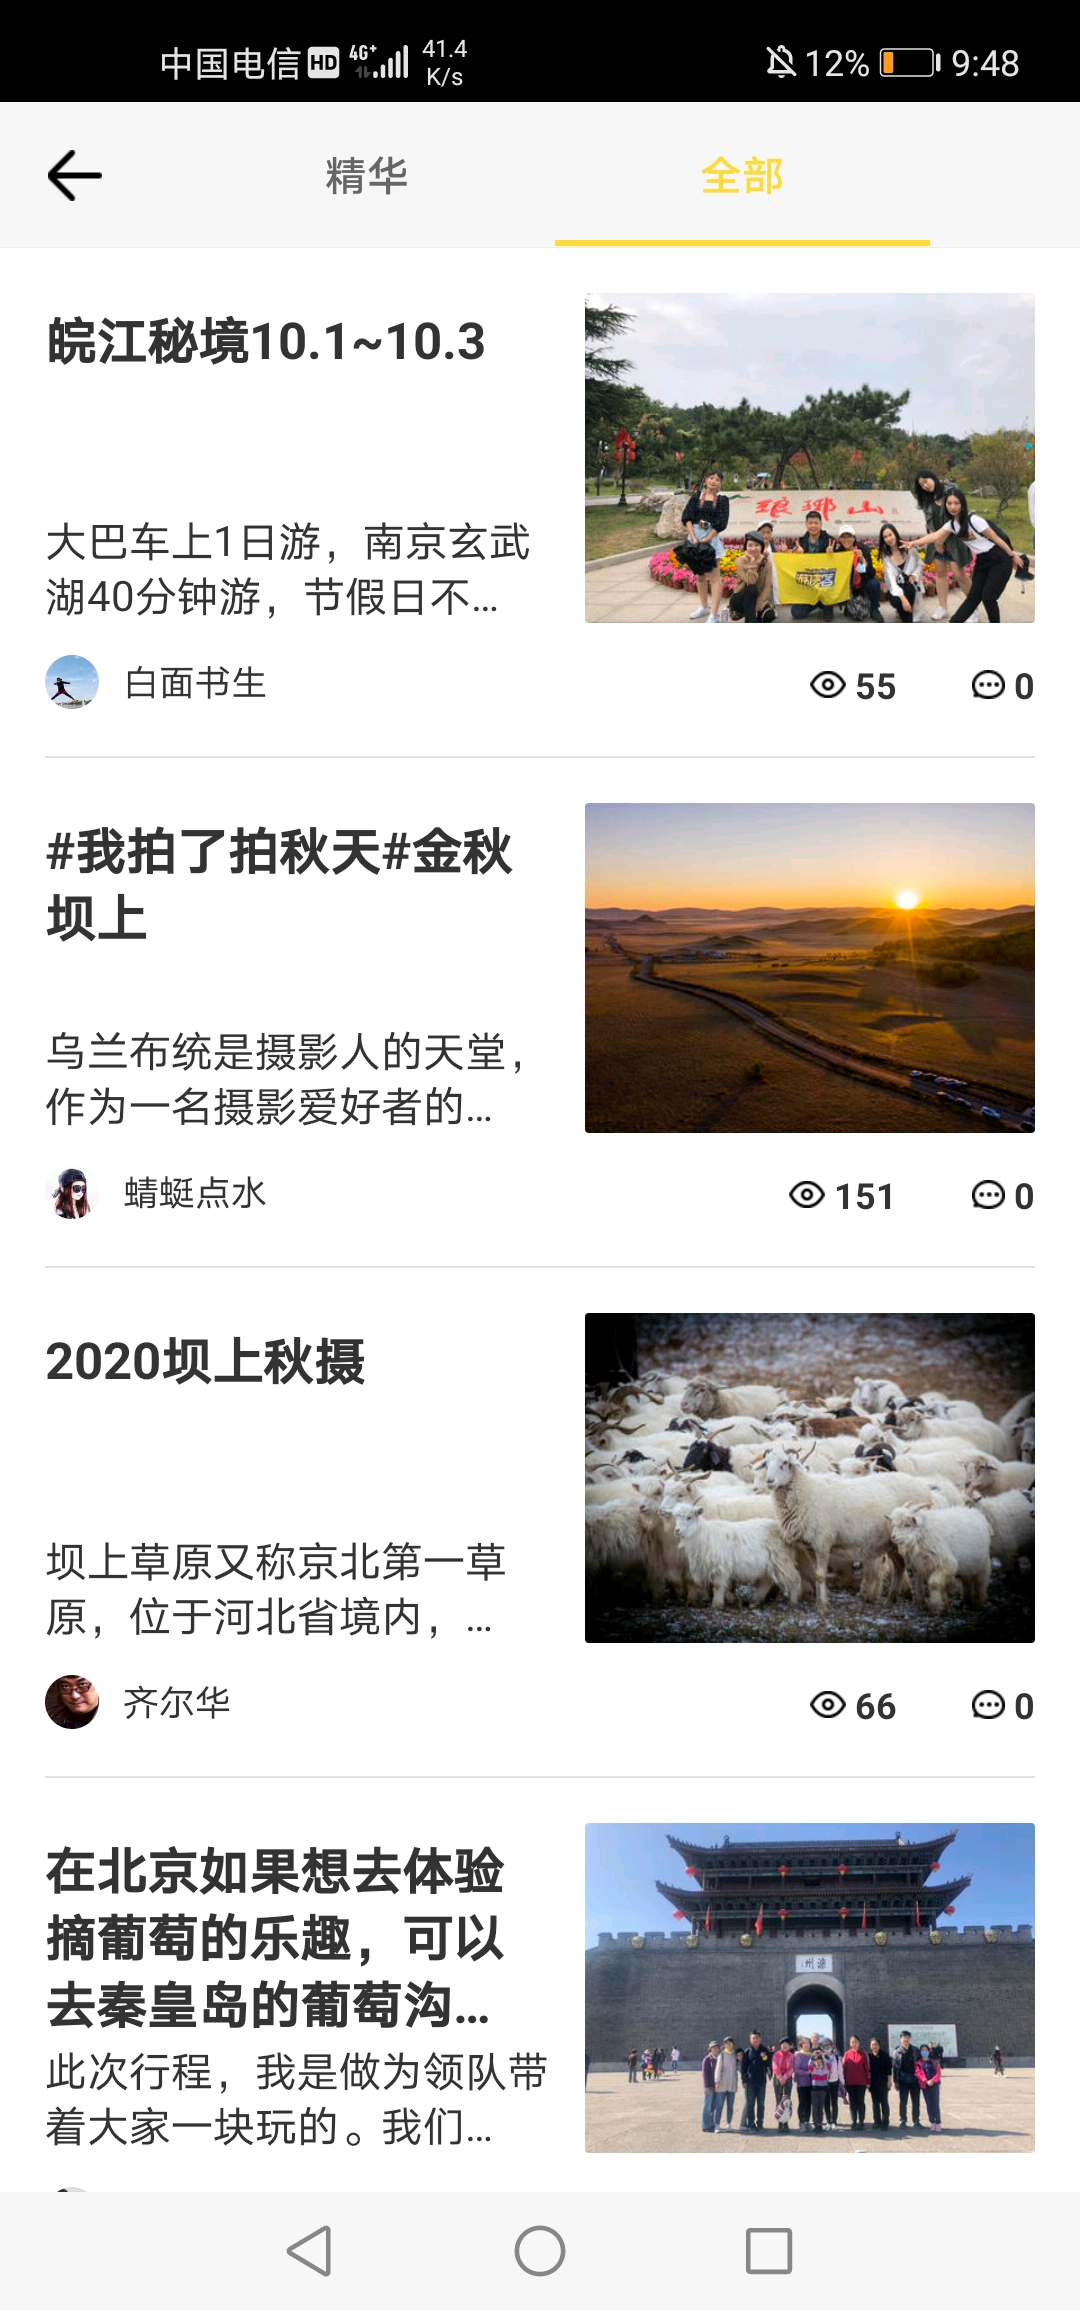 中国电信 HD 4G+ 41.4 K/s 12% 9:48
精华 全部
皖江秘境10.1~10.3
琅琊山
大巴车上1日游，南京玄武
湖40分钟游，节假日不...
白面书生 55 0
#我拍了拍秋天#金秋
坝上
乌兰布统是摄影人的天堂，
作为一名摄影爱好者的...
蜻蜓点水 151 0
2020坝上秋摄
坝上草原又称京北第一草
原，位于河北省境内，...
齐尔华 66 0
在北京如果想去体验
摘葡萄的乐趣，可以
去秦皇岛的葡萄沟...
此次行程，我是做为领队带
着大家一块玩的。我们...